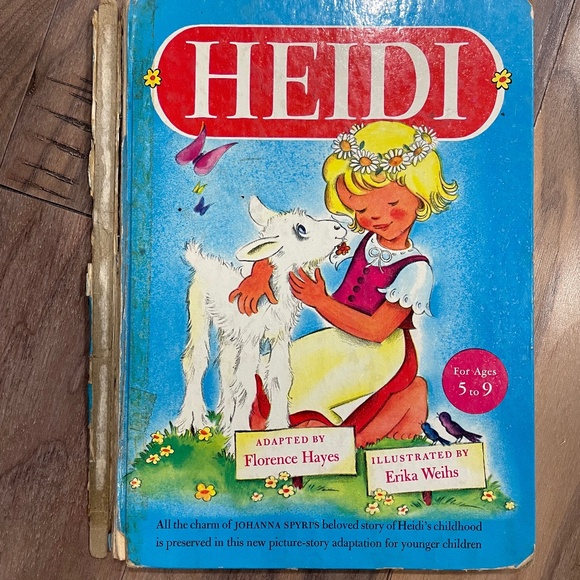 HEIDI
For Ages
5 to 9
ADAPTED BY
Florence Hayes
ILLUSTRATED BY
Erika Weihs
All the charm of JOHANNA SPYRI'S beloved story of Heidi's childhood
is preserved in this new picture-story adaptation for younger children